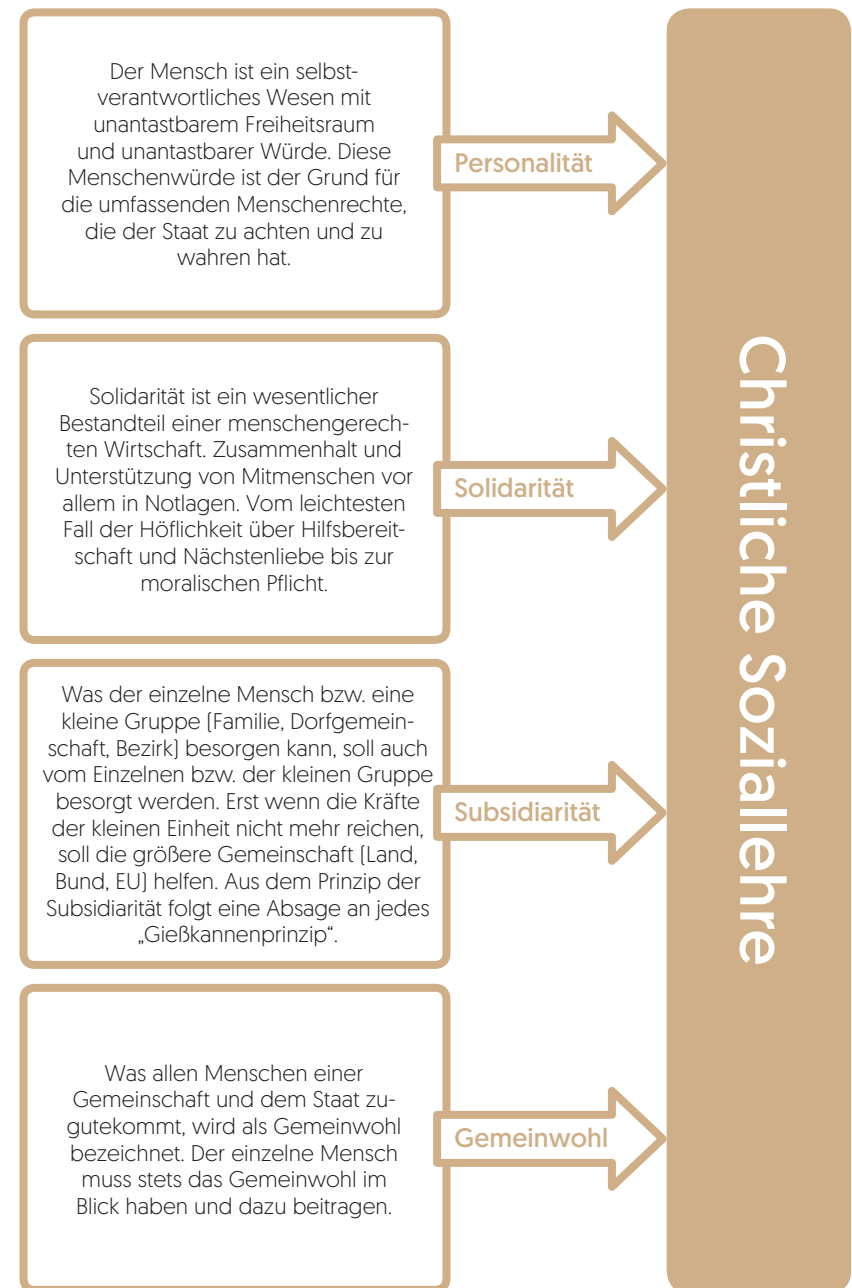 Der Mensch ist ein selbst-
verantwortliches Wesen mit
unantastbarem Freiheitsraum
und unantastbarer Würde. Diese
Menschenwürde ist der Grund für
die umfassenden Menschenrechte,
die der Staat zu achten und zu
wahren hat.
Personalität
Solidarität ist ein wesentlicher
Bestandteil einer menschengerech-
ten Wirtschaft. Zusammenhalt und
Unterstützung von Mitmenschen vor
allem in Notlagen. Vom leichtesten
Fall der Höflichkeit über Hilfsbereit-
schaft und Nächstenliebe bis zur
moralischen Pflicht.
Solidarität
Was der einzelne Mensch bzw. eine
kleine Gruppe (Familie, Dorfgemein-
schaft, Bezirk) besorgen kann, soll auch
vom Einzelnen bzw. der kleinen Gruppe
besorgt werden. Erst wenn die Kräfte
der kleinen Einheit nicht mehr reichen,
soll die größere Gemeinschaft (Land,
Bund, EU) helfen. Aus dem Prinzip der
Subsidiarität folgt eine Absage an jedes
„Gießkannenprinzip“.
Subsidiarität
Was allen Menschen einer
Gemeinschaft und dem Staat zu-
gutekommt, wird als Gemeinwohl
bezeichnet. Der einzelne Mensch
muss stets das Gemeinwohl im
Blick haben und dazu beitragen.
Gemeinwohl
Christliche Soziallehre